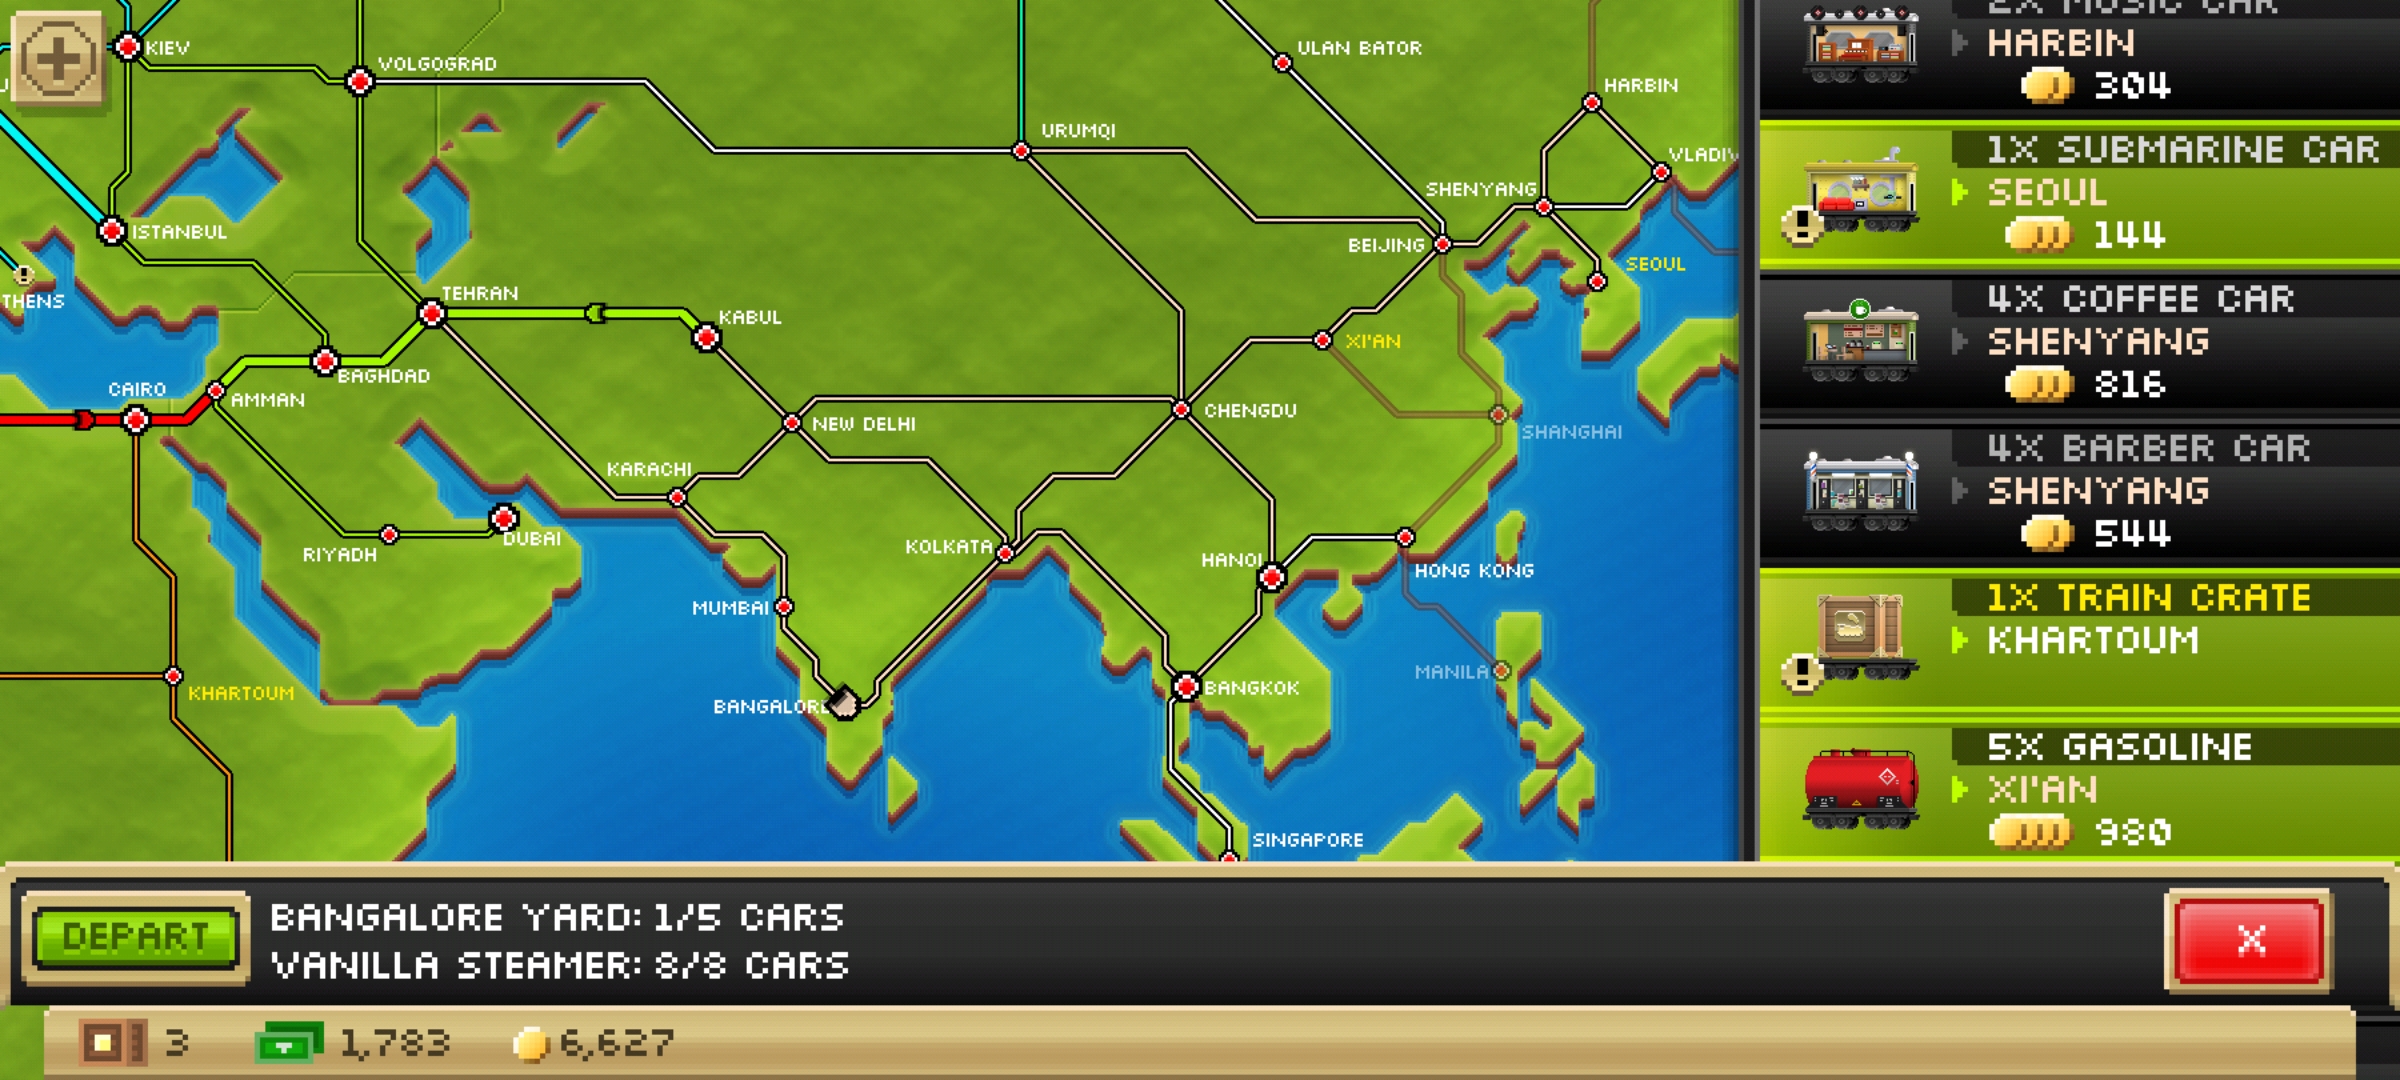 KIEV
VOLGOGRAD
ULAN BATOR
HARBIN
URUMQI
VLADIV
SHENYANG
ISTANBUL
BEIJING
SEOUL
THENS
TEHRAN
KABUL
XI'AN
BAGHDAD
CAIRO
AMMAN
NEW DELHI
CHENGDU
SHANGHAI
KARACHI
DUBAI
RIYADH
KOLKATA
HANOI
HONG KONG
MUMBAI
MANILA
KHARTOUM
BANGKOK
BANGALORE
SINGAPORE
2X MUSIC CAR
HARBIN
304
1X SUBMARINE CAR
SEOUL
144
4X COFFEE CAR
SHENYANG
816
4X BARBER CAR
SHENYANG
544
1X TRAIN CRATE
KHARTOUM
5X GASOLINE
XI'AN
980
DEPART
BANGALORE YARD: 1/5 CARS
VANILLA STEAMER: 8/8 CARS
X
3
1,783
6,627